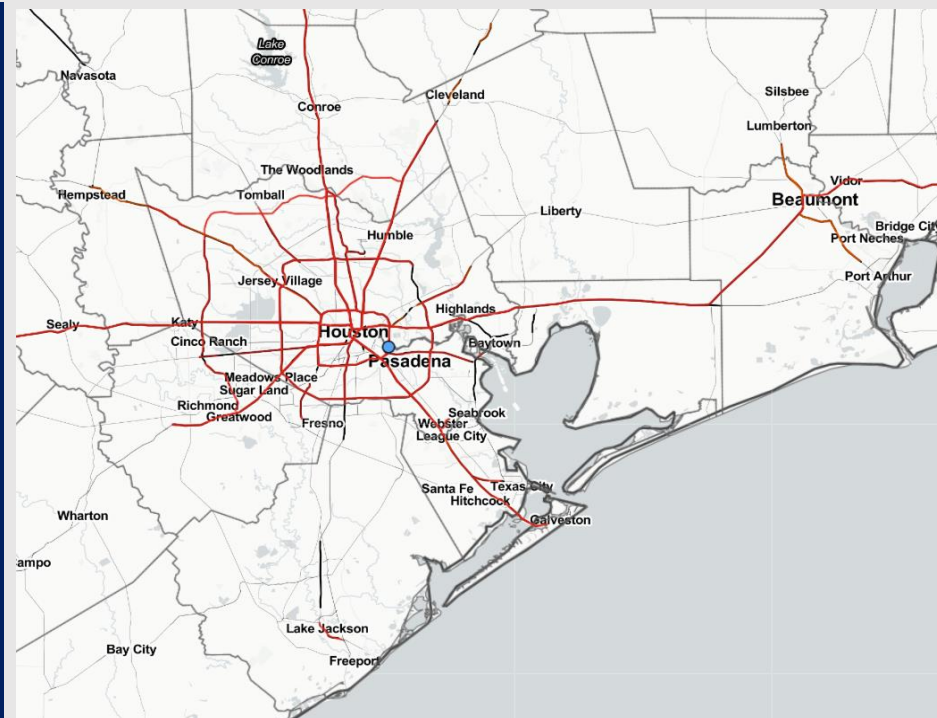 Lake
Conroe
Navasota
Silsbee
Cleveland
Conroe
Lumberton
The Woodlands
Vidor
Hempstead
Tomball
Beaumont
Liberty
Bridge City
Humble
Port Neches
Port Arthur
Jersey Village
Highlands
Sealy
Katy
Houston
Cinco Ranch
Baytown
Pasadena
Meadows Place
Sugar Land
Richmond
Greatwood
Seabrook
Fresno
Webster
League City
Santa Fe
Texas City
Hitchcock
Wharton
Galveston
ampo
Lake Jackson
Bay City
Freeport